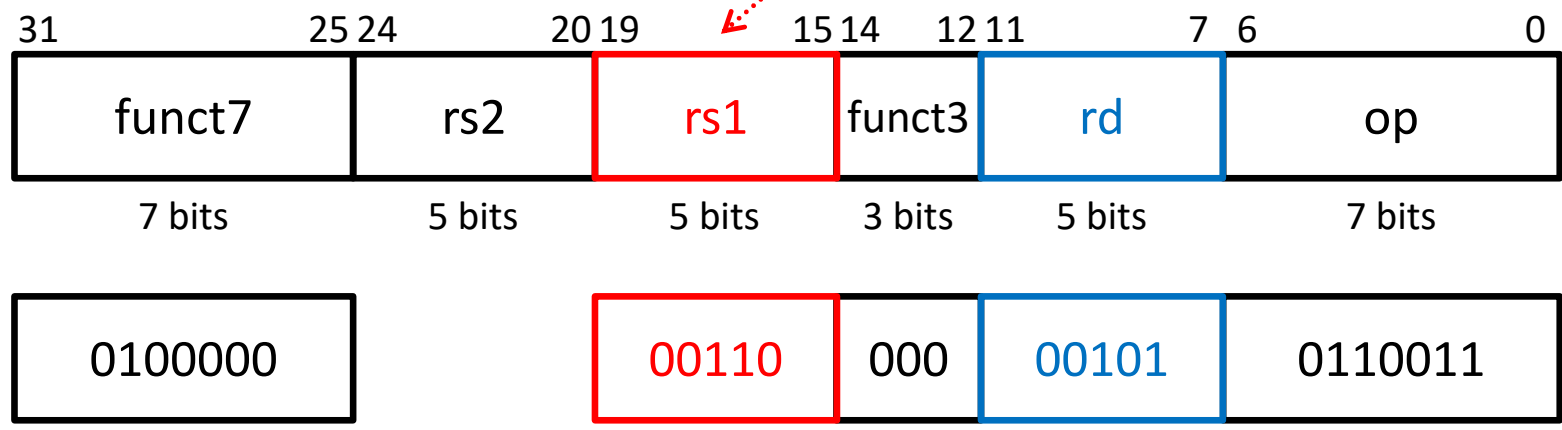 31 25 24 20 19 15 14 12 11 7 6 0
funct7 rs2 rs1 funct3 rd op
7 bits 5 bits 5 bits 3 bits 5 bits 7 bits
0100000 00110 000 00101 0110011